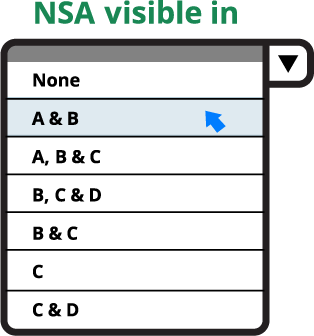 NSA visible in
None
A & B
A, B & C
B, C & D
B & C
C
C & D